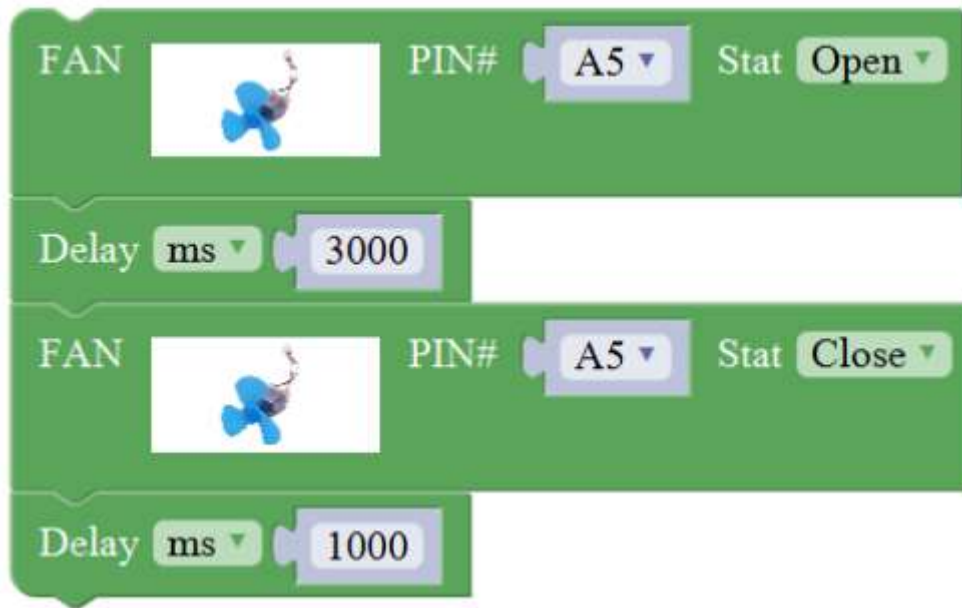 FAN PIN# A5 Stat Open
Delay ms 3000
FAN PIN# A5 Stat Close
Delay ms 1000